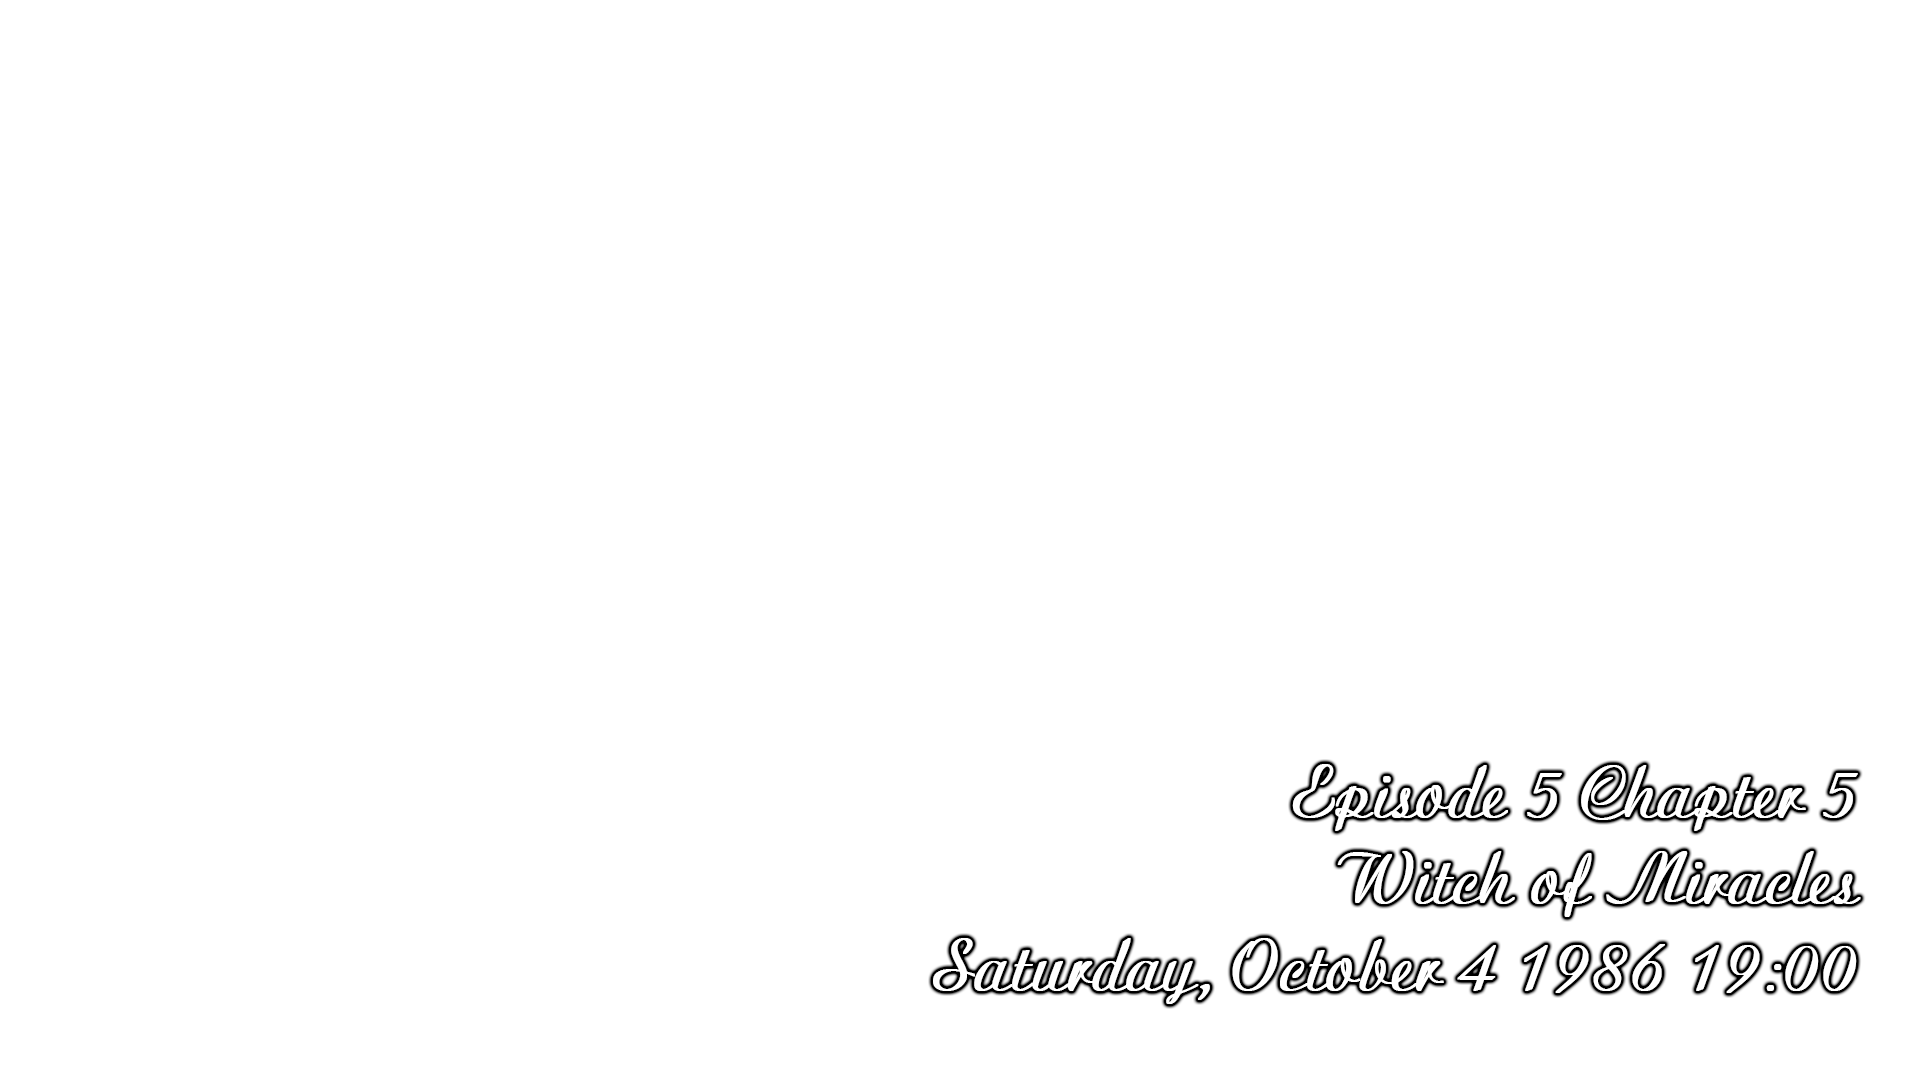 Episode 5 Chapter 5
Witch of Miracles
Saturday, October 4 1986 19:00